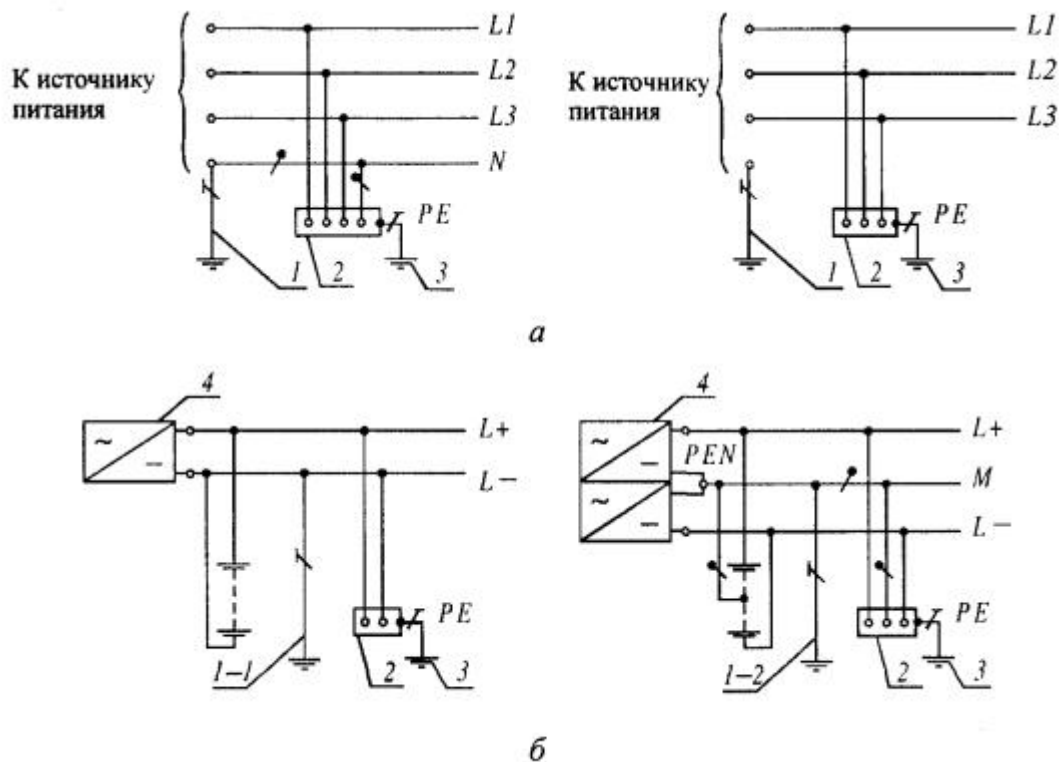 К источнику
питания
L1
L2
L3
N
PE
1
2
3
К источнику
питания
L1
L2
L3
PE
1
2
3
а
4
~
–
L+
L–
PE
1–1
2
3
4
~
–
~
–
PEN
L+
M
L–
PE
1–2
2
3
б